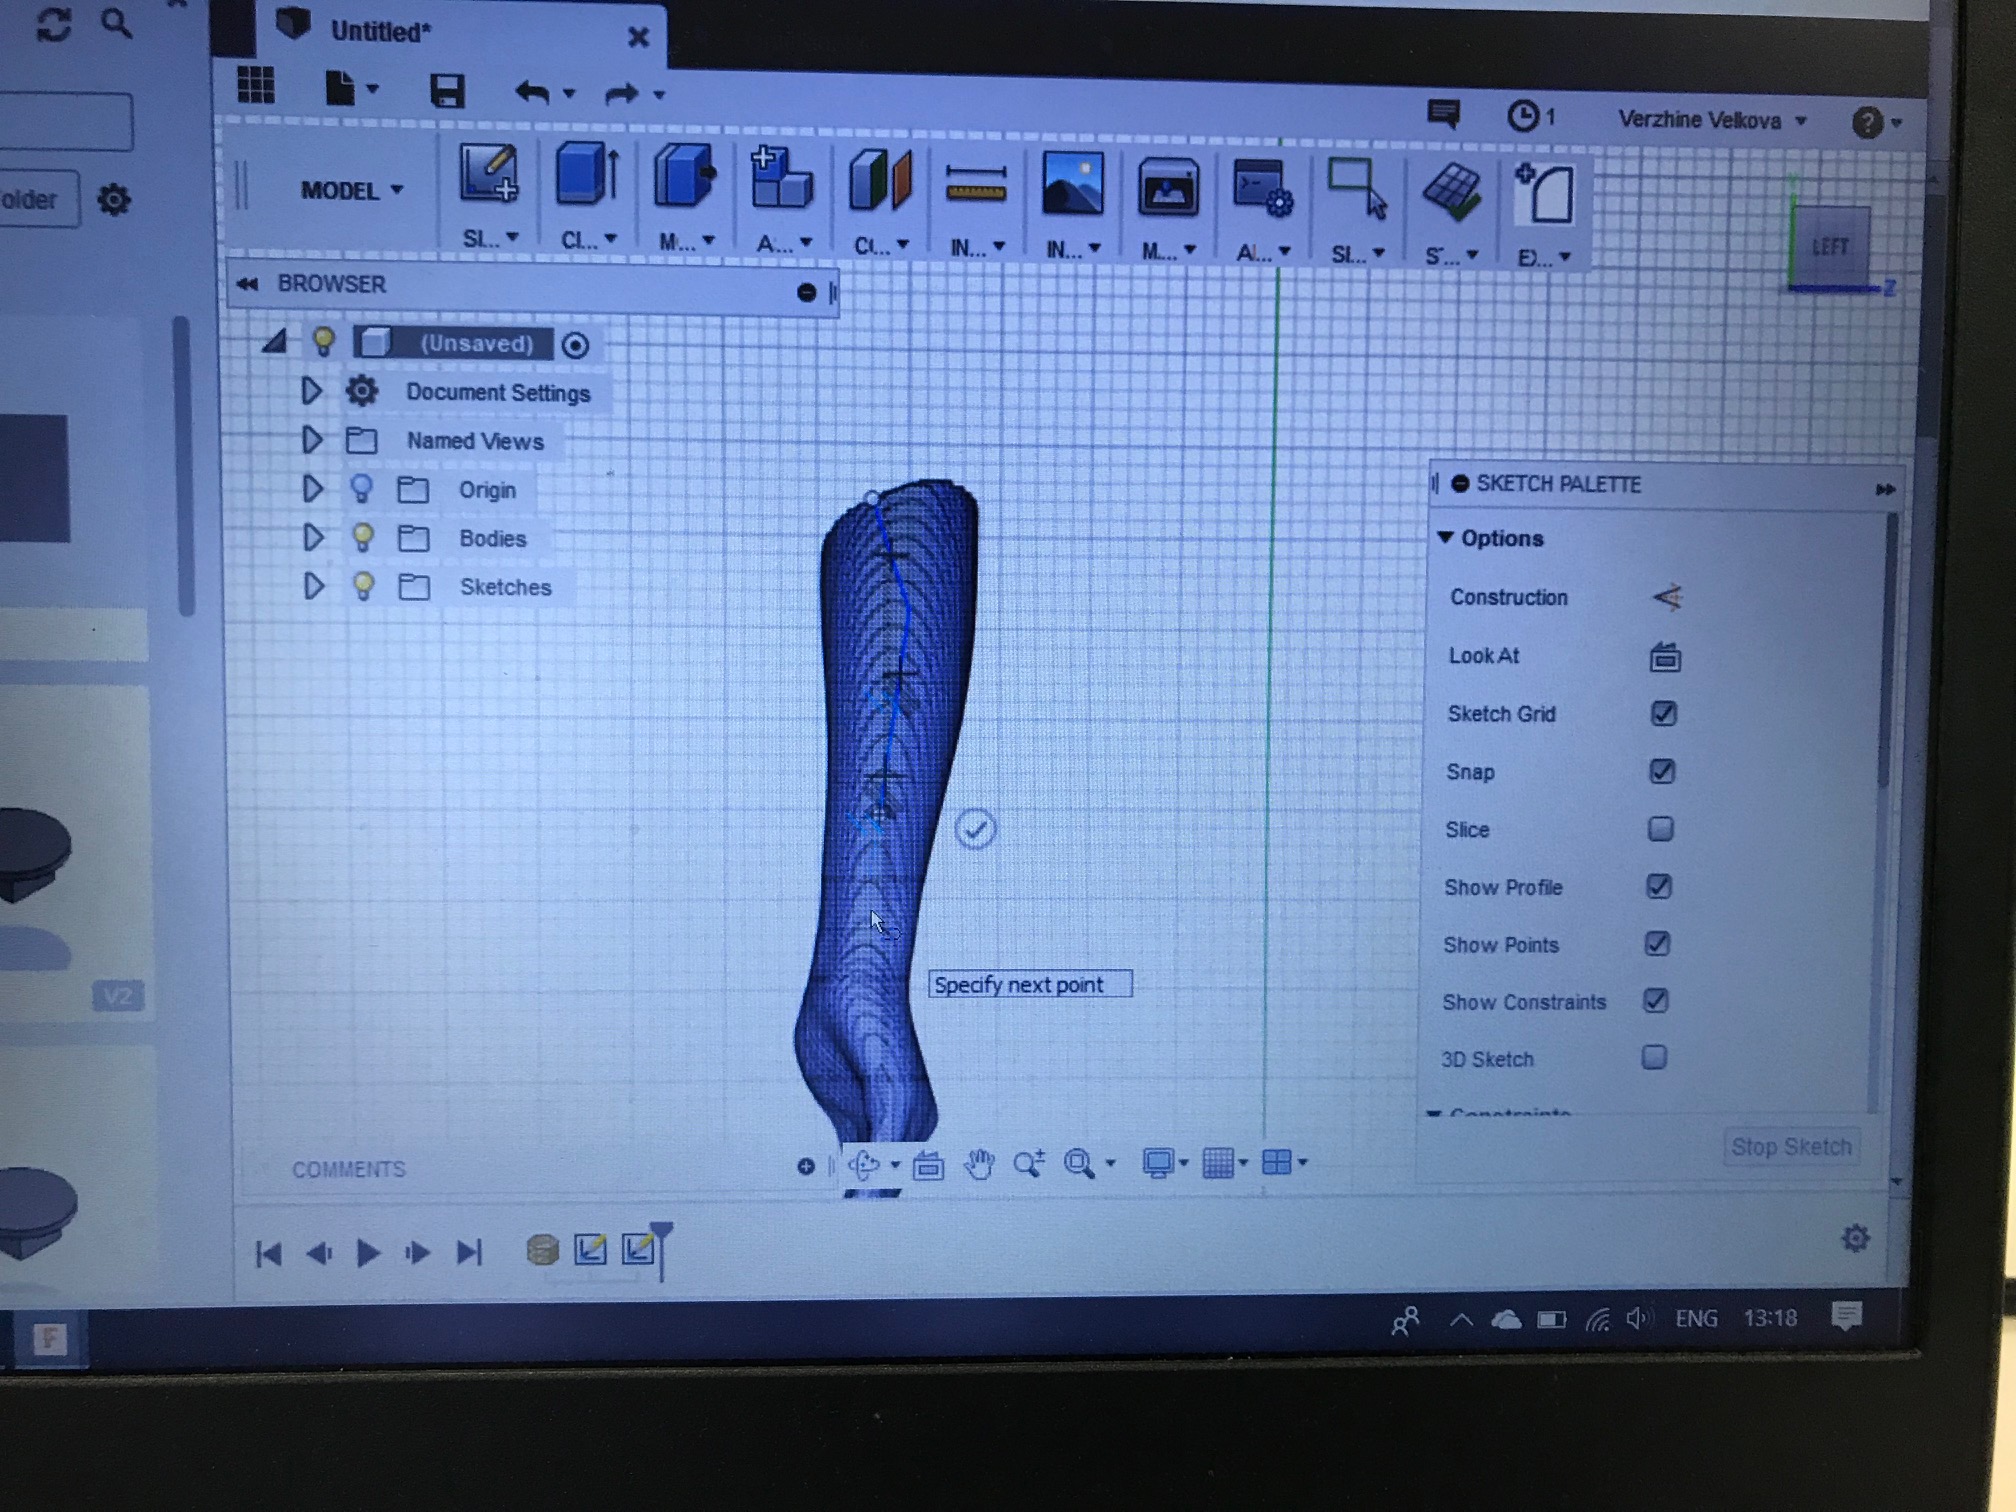 Untitled*
1
Verzhine Velkova
?
older
MODEL
SI...
CI...
M...
A...
IN...
IN...
M...
SI...
S...
E)...
LEFT
Z
BROWSER
(Unsaved)
Document Settings
Named Views
Origin
Bodies
Sketches
SKETCH PALETTE
Options
Construction
Look At
Sketch Grid
Snap
Slice
Show Profile
Show Points
Show Constraints
3D Sketch
Constraints
Stop Sketch
Specify next point
V2
COMMENTS
F
ENG
13:18